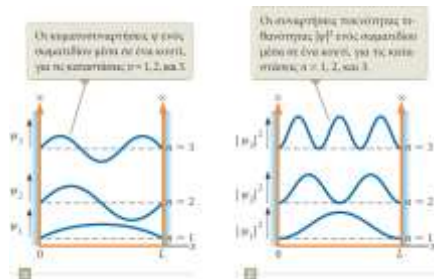 Οι κυματοσυναρτήσεις ψ ενός
σωματιδίου μέσα σε ένα κουτί,
για τις καταστάσεις n = 1, 2, και 3.
∞ ∞
ψ₃ n = 3
ψ₂ n = 2
ψ₁ n = 1
0 L x
Οι συναρτήσεις πυκνότητας πι-
θανότητας |ψ|² ενός σωματιδίου
μέσα σε ένα κουτί, για τις κατα-
στάσεις n = 1, 2, και 3.
∞ ∞
|ψ₃|² n = 3
|ψ₂|² n = 2
|ψ₁|² n = 1
0 L x